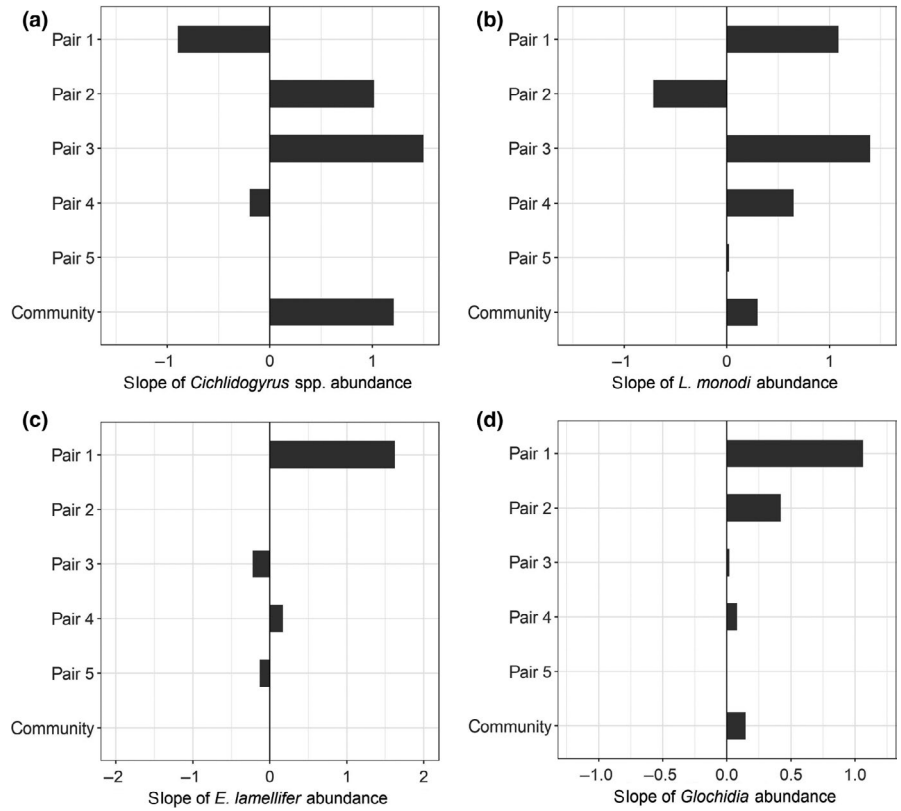 (a)
Pair 1
Pair 2
Pair 3
Pair 4
Pair 5
Community
−1 0 1
Slope of Cichlidogyrus spp. abundance
(b)
Pair 1
Pair 2
Pair 3
Pair 4
Pair 5
Community
−1 0 1
Slope of L. monodi abundance
(c)
Pair 1
Pair 2
Pair 3
Pair 4
Pair 5
Community
−2 −1 0 1 2
Slope of E. lamellifer abundance
(d)
Pair 1
Pair 2
Pair 3
Pair 4
Pair 5
Community
−1.0 −0.5 0.0 0.5 1.0
Slope of Glochidia abundance